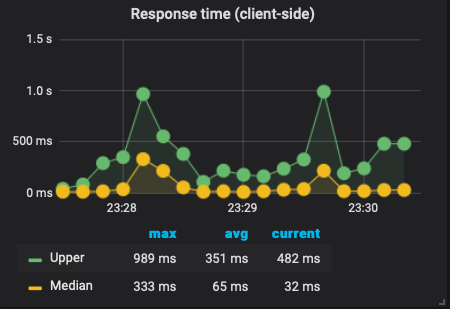 Response time (client-side)
1.5 s
1.0 s
500 ms
0 ms
23:28 23:29 23:30
max avg current
Upper 989 ms 351 ms 482 ms
Median 333 ms 65 ms 32 ms